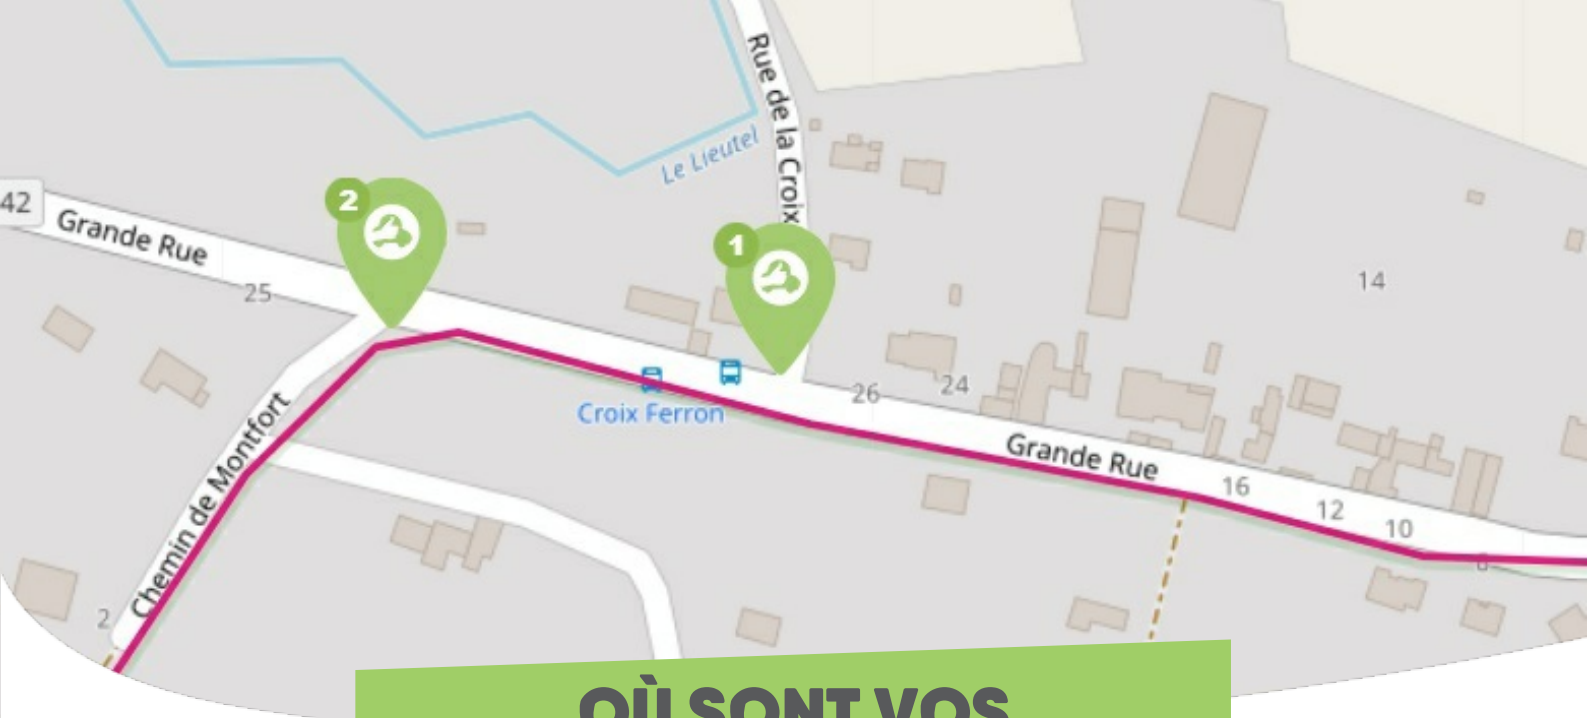 Rue de la Croix
Le Lieutel
42
Grande Rue
2
1
25
14
Croix Ferron
26
24
Grande Rue
Chemin de Montfort
16
12
10
2
OÙ SONT VOS